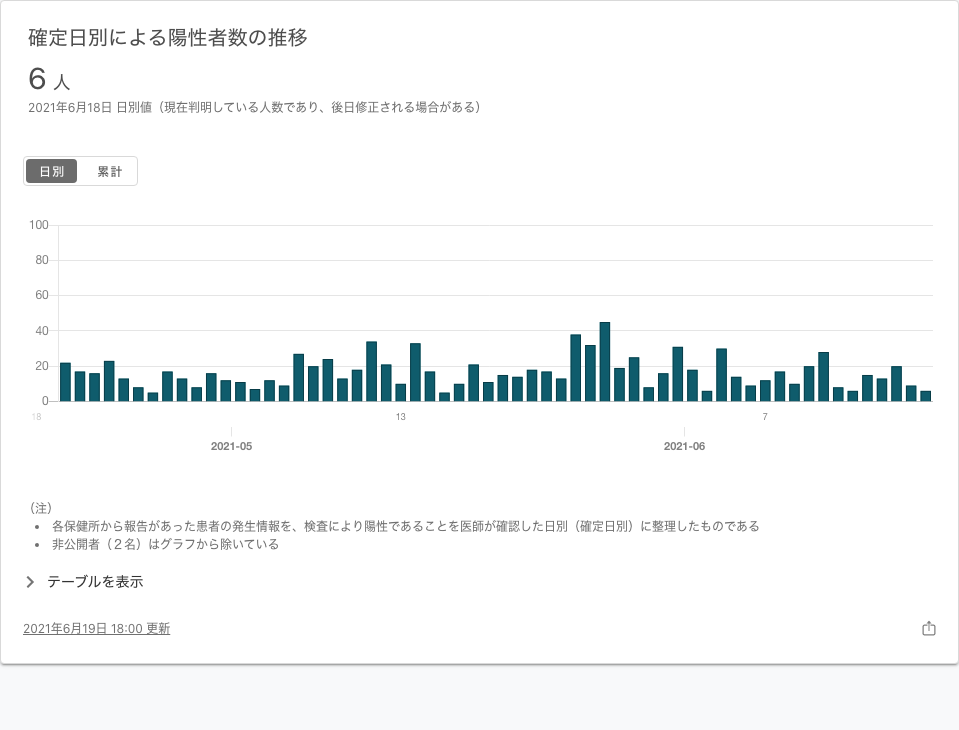 確定日別による陽性者数の推移
6 人
2021年6月18日 日別値（現在判明している人数であり、後日修正される場合がある）
日別 累計
100
80
60
40
20
0
18 13 7
2021-05 2021-06
（注）
• 各保健所から報告があった患者の発生情報を、検査により陽性であることを医師が確認した日別（確定日別）に整理したものである
• 非公開者（２名）はグラフから除いている
テーブルを表示
2021年6月19日 18:00 更新